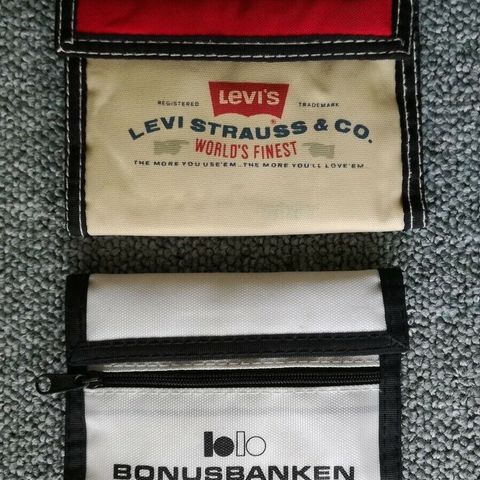 LEVI'S
REGISTERED TRADEMARK
LEVI STRAUSS & CO.
WORLD'S FINEST
THE MORE YOU USE 'EM...THE MORE YOU'LL LOVE 'EM
BONUSBANKEN